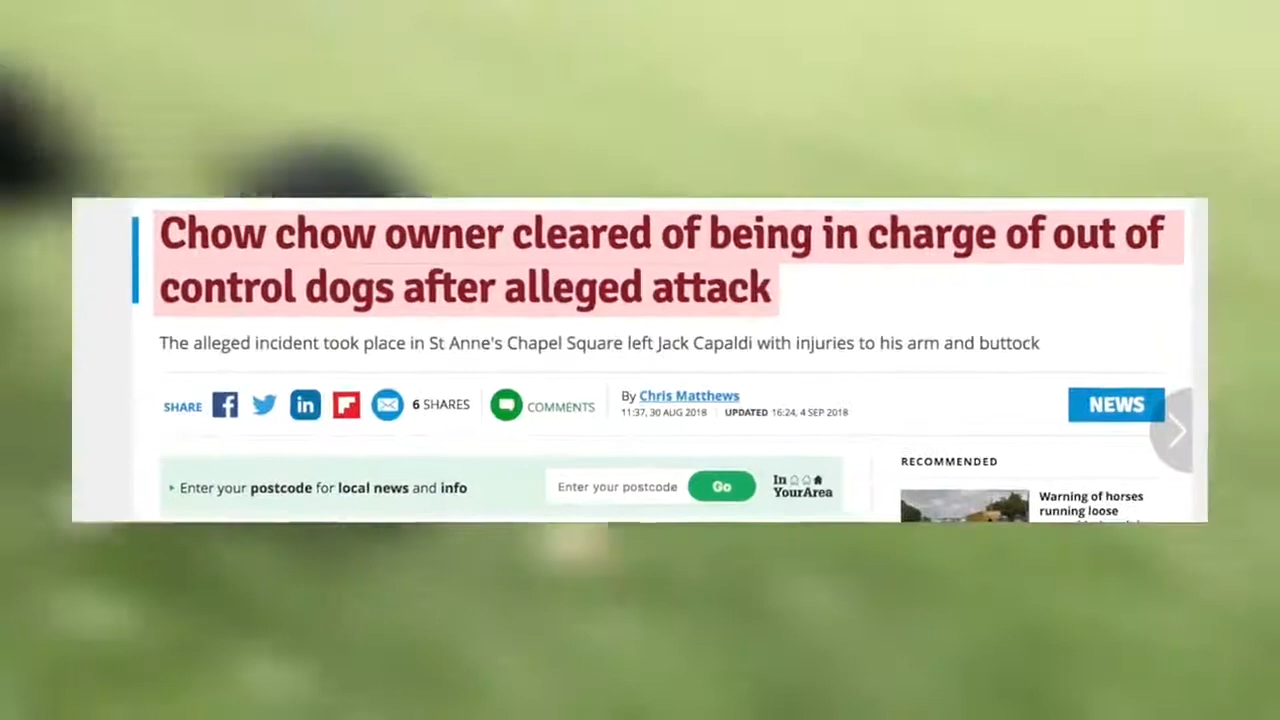 Chow chow owner cleared of being in charge of out of
control dogs after alleged attack
The alleged incident took place in St Anne's Chapel Square left Jack Capaldi with injuries to his arm and buttock
SHARE
6 SHARES
COMMENTS
By Chris Matthews
11:37, 30 AUG 2018 UPDATED 16:24, 4 SEP 2018
NEWS
Enter your postcode for local news and info
Enter your postcode
Go
In
YourArea
RECOMMENDED
Warning of horses
running loose